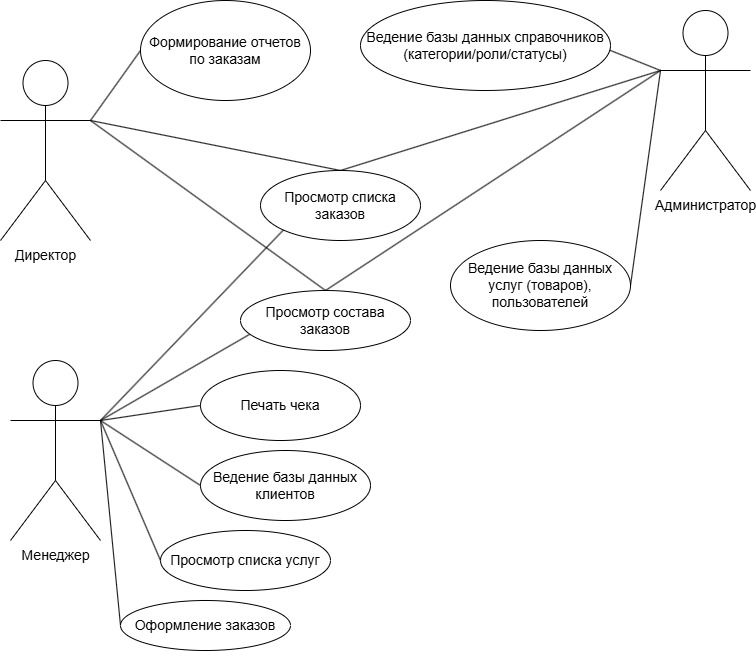 Формирование отчетов
по заказам
Ведение базы данных справочников
(категории/роли/статусы)
Просмотр списка
заказов
Администратор
Директор
Ведение базы данных
услуг (товаров),
пользователей
Просмотр состава
заказов
Печать чека
Ведение базы данных
клиентов
Менеджер
Просмотр списка услуг
Оформление заказов